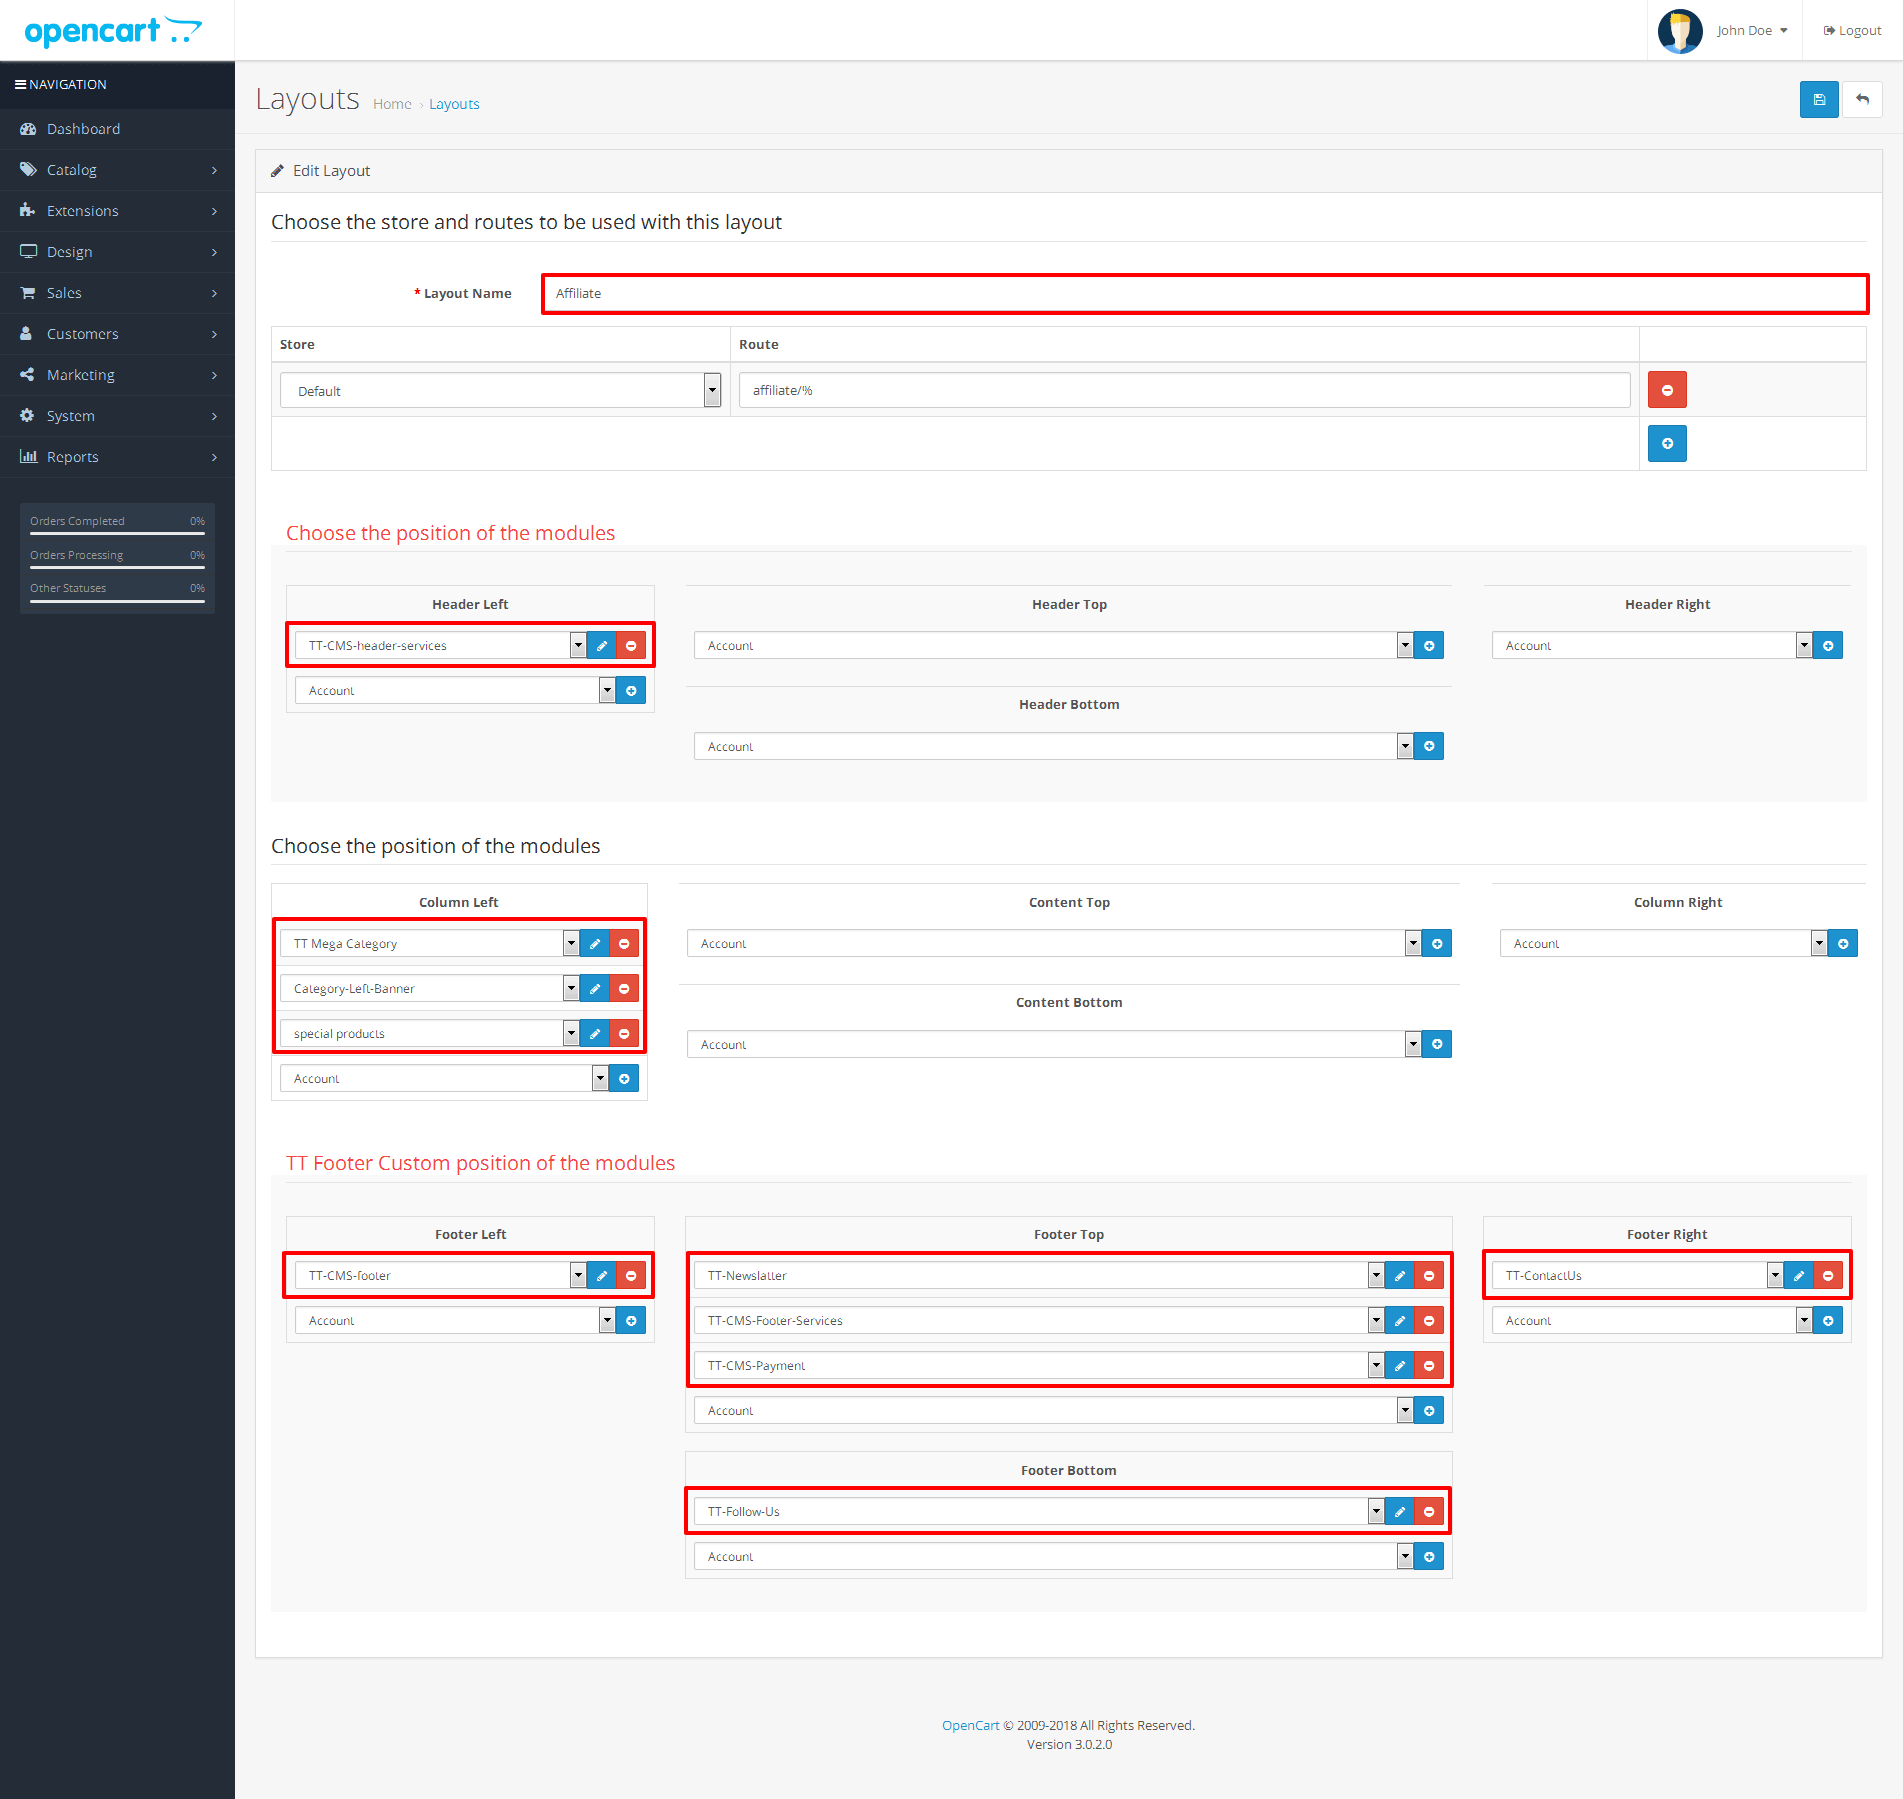 opencart
John Doe
Logout
NAVIGATION
Dashboard
Catalog
Extensions
Design
Sales
Customers
Marketing
System
Reports
Orders Completed 0%
Orders Processing 0%
Other Statuses 0%
Layouts Home › Layouts
Edit Layout
Choose the store and routes to be used with this layout
* Layout Name Affiliate
Store Route
Default affiliate/%
Choose the position of the modules
Header Left
TT-CMS-header-services
Account
Header Top
Account
Header Bottom
Account
Header Right
Account
Choose the position of the modules
Column Left
TT Mega Category
Category-Left-Banner
special products
Account
Content Top
Account
Content Bottom
Account
Column Right
Account
TT Footer Custom position of the modules
Footer Left
TT-CMS-footer
Account
Footer Top
TT-Newslatter
TT-CMS-Footer-Services
TT-CMS-Payment
Account
Footer Bottom
TT-Follow-Us
Account
Footer Right
TT-ContactUs
Account
OpenCart © 2009-2018 All Rights Reserved.
Version 3.0.2.0